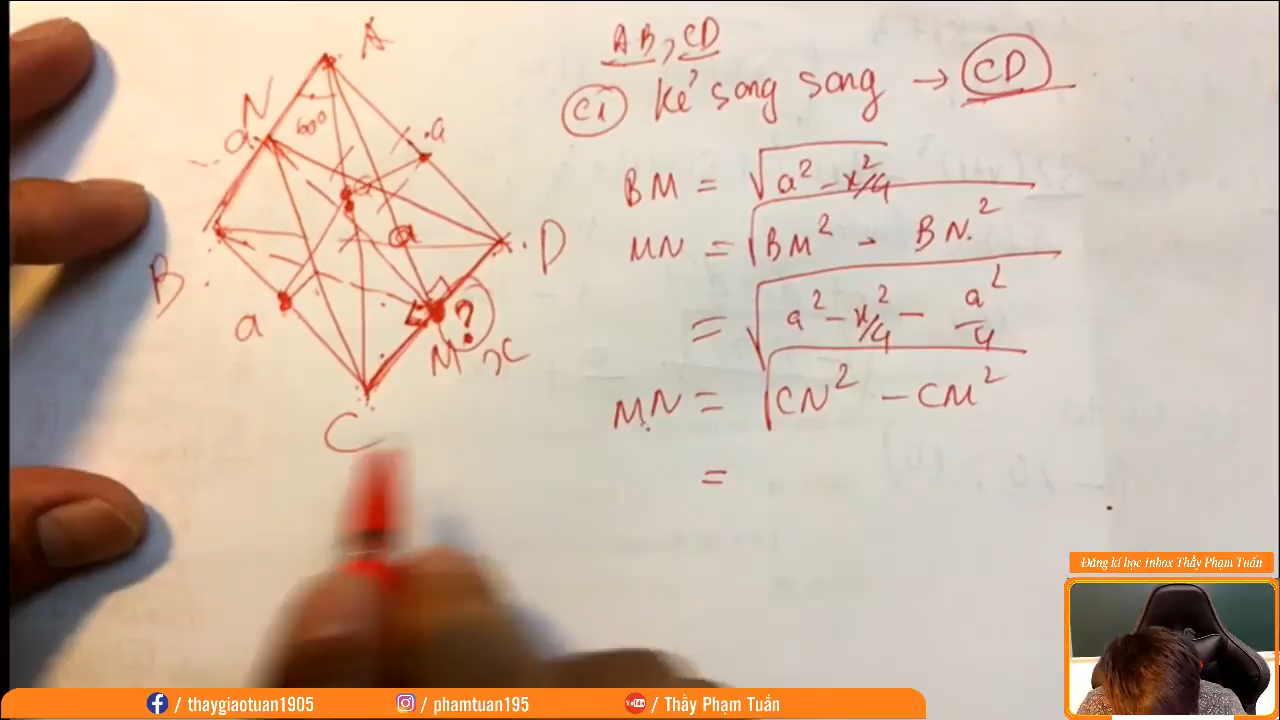 A
N
a
60°
.a
a
B
a
D
?
M
x
C
AB, CD
C1 Kẻ song song → CD
BM = √a² - x²/4
MN = √BM² - BN²
= √a² - x²/4 - a²/4
MN = √CN² - CM²
=
Đăng kí học Inbox Thầy Phạm Tuấn
/ thaygiaotuan1905
/ phamtuan195
/ Thầy Phạm Tuấn